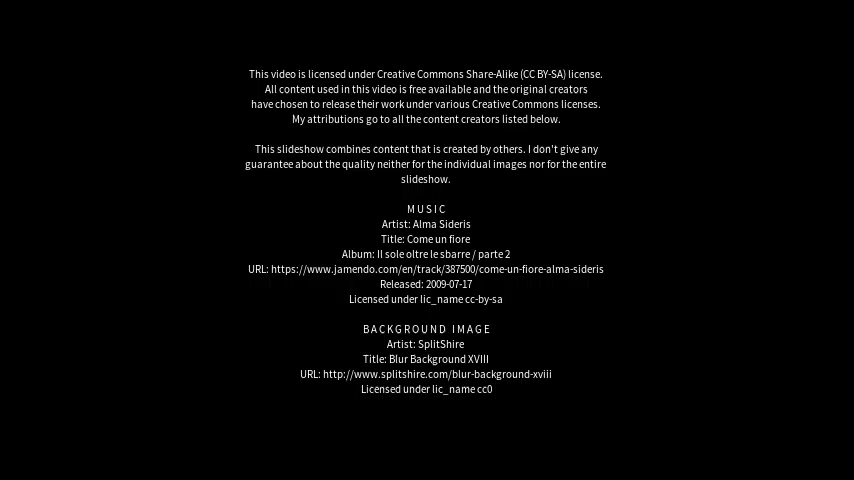 This video is licensed under Creative Commons Share-Alike (CC BY-SA) license.
All content used in this video is free available and the original creators
have chosen to release their work under various Creative Commons licenses.
My attributions go to all the content creators listed below.
This slideshow combines content that is created by others. I don't give any
guarantee about the quality neither for the individual images nor for the entire
slideshow.
MUSIC
Artist: Alma Sideris
Title: Come un fiore
Album: Il sole oltre le sbarre / parte 2
URL: https://www.jamendo.com/en/track/387500/come-un-fiore-alma-sideris
Released: 2009-07-17
Licensed under lic_name cc-by-sa
BACKGROUND IMAGE
Artist: SplitShire
Title: Blur Background XVIII
URL: http://www.splitshire.com/blur-background-xviii
Licensed under lic_name cc0